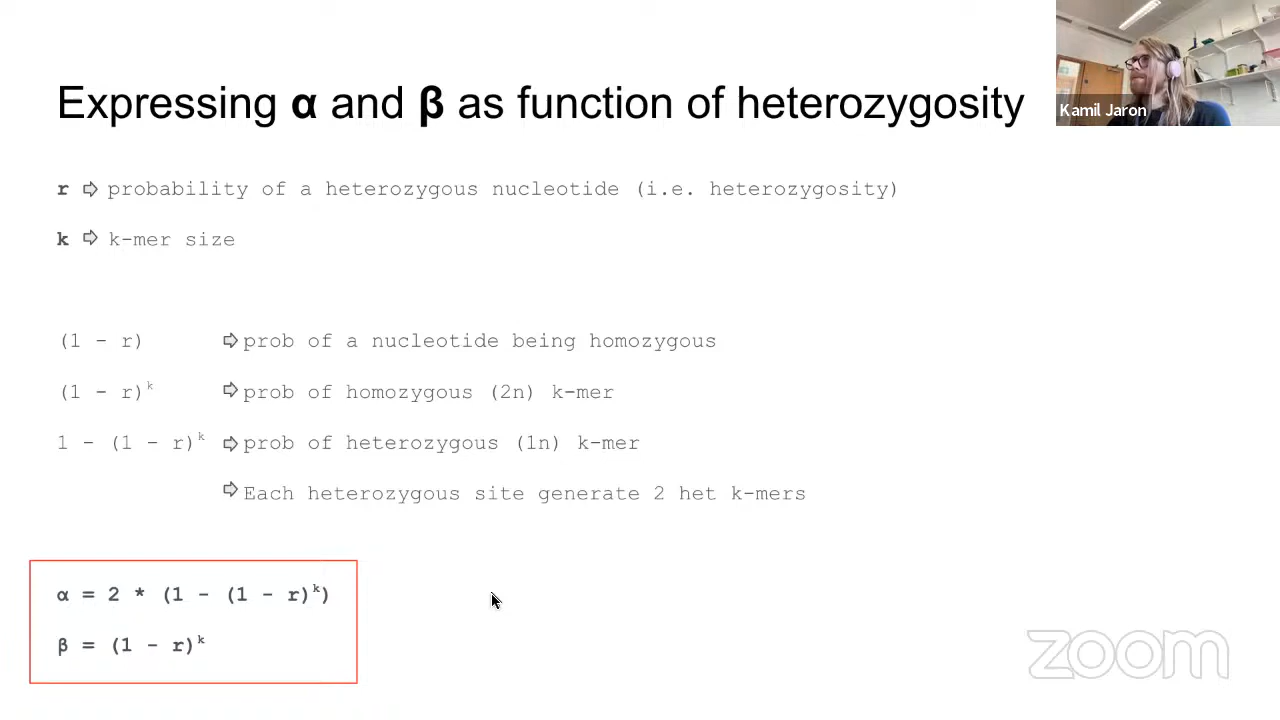 Expressing α and β as function of heterozygosity
Kamil Jaron
r ⇨ probability of a heterozygous nucleotide (i.e. heterozygosity)
k ⇨ k-mer size
(1 - r) ⇨ prob of a nucleotide being homozygous
(1 - r)^k ⇨ prob of homozygous (2n) k-mer
1 - (1 - r)^k ⇨ prob of heterozygous (1n) k-mer
⇨ Each heterozygous site generate 2 het k-mers
α = 2 * (1 - (1 - r)^k)
β = (1 - r)^k
zoom